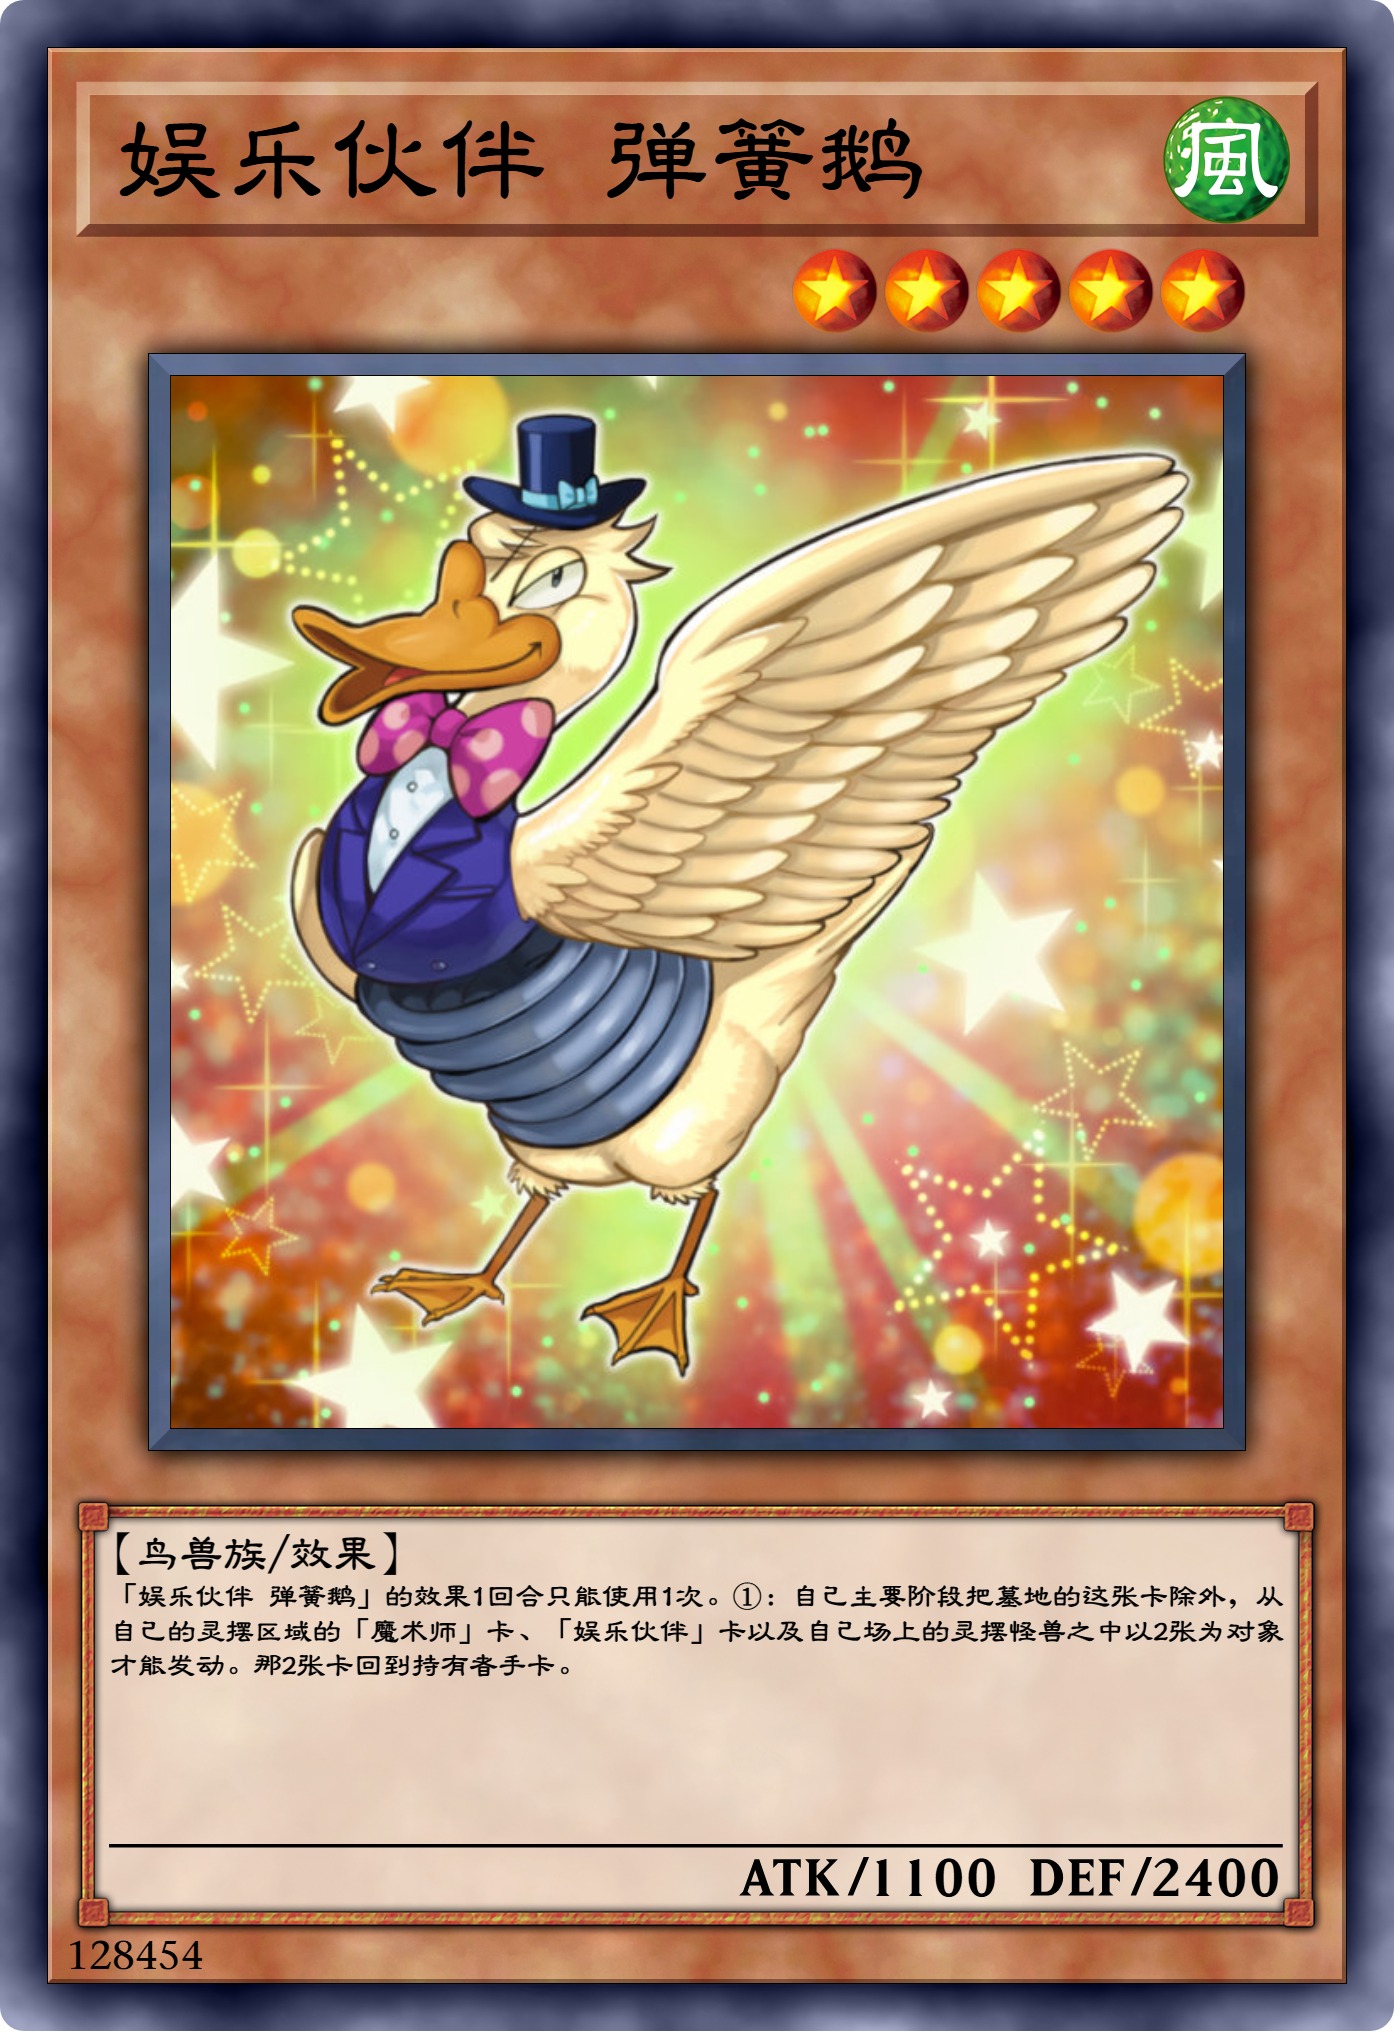 娱乐伙伴 弹簧鹅
風
【鸟兽族/效果】
「娱乐伙伴 弹簧鹅」的效果1回合只能使用1次。①：自己主要阶段把墓地的这张卡除外，从
自己的灵摆区域的「魔术师」卡、「娱乐伙伴」卡以及自己场上的灵摆怪兽之中以2张为对象
才能发动。那2张卡回到持有者手卡。
ATK/1100 DEF/2400
128454